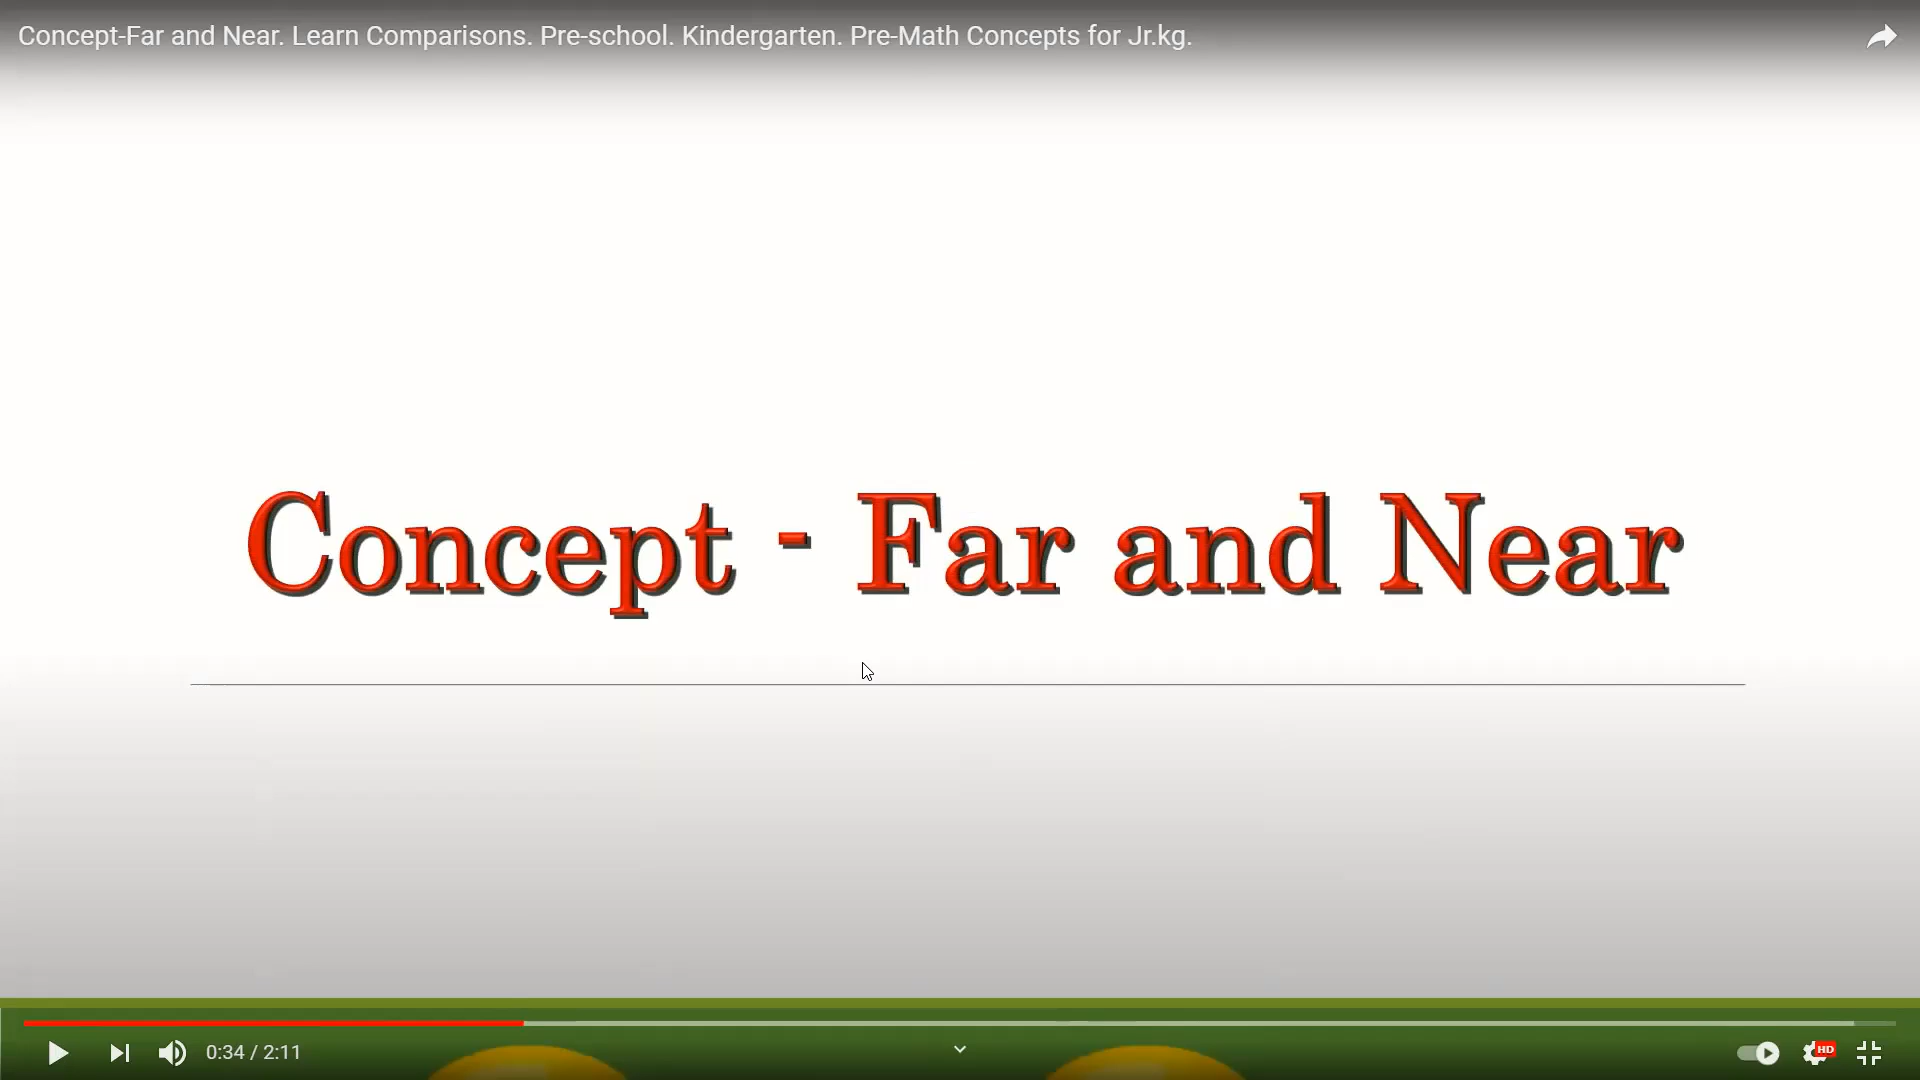 Concept-Far and Near. Learn Comparisons. Pre-school. Kindergarten. Pre-Math Concepts for Jr.kg.
Concept - Far and Near
0:34 / 2:11
HD